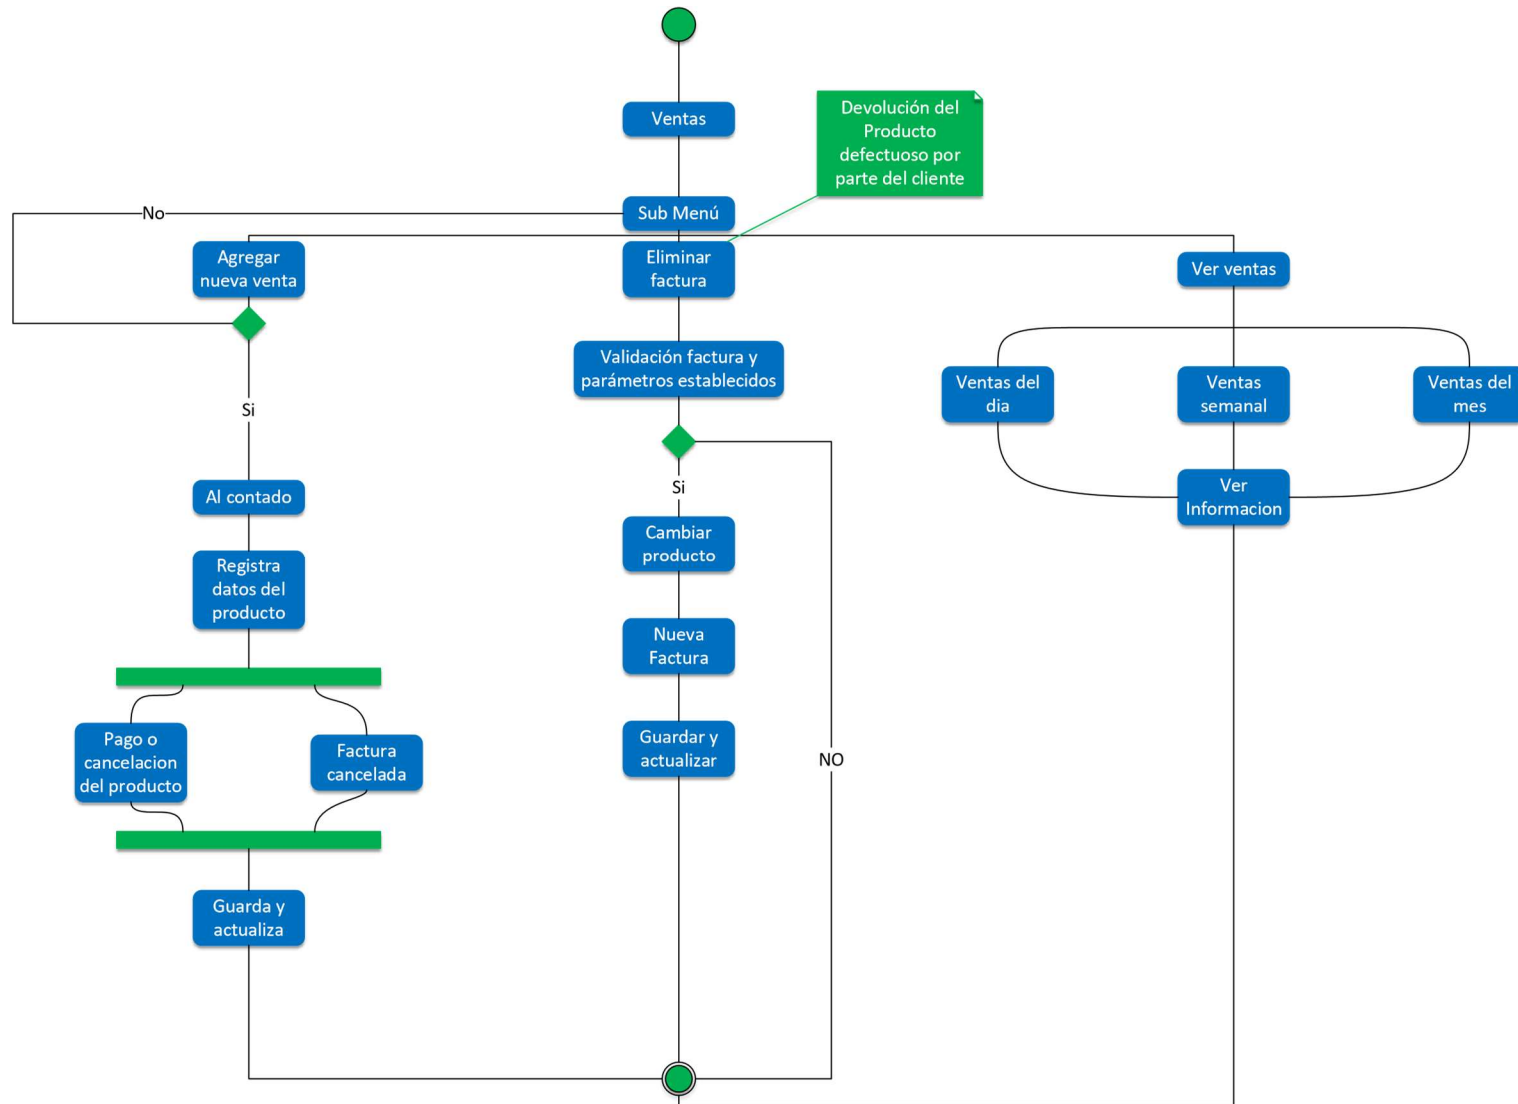 Ventas
Devolución del
Producto
defectuoso por
parte del cliente
No
Sub Menú
Agregar
nueva venta
Eliminar
factura
Ver ventas
Validación factura y
parámetros establecidos
Ventas del
dia
Ventas
semanal
Ventas del
mes
Si
Si
Al contado
Ver
Informacion
Cambiar
producto
Registra
datos del
producto
Nueva
Factura
Pago o
cancelacion
del producto
Factura
cancelada
Guardar y
actualizar
NO
Guarda y
actualiza